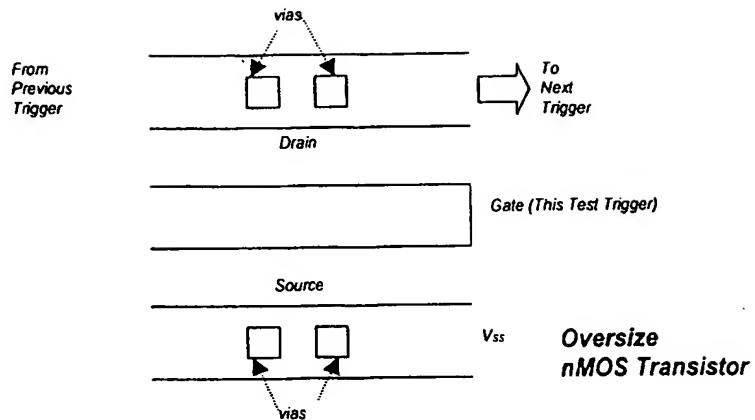 vias
From
Previous
Trigger
To
Next
Trigger
Drain
Gate (This Test Trigger)
Source
Vss
Oversize
nMOS Transistor
vias